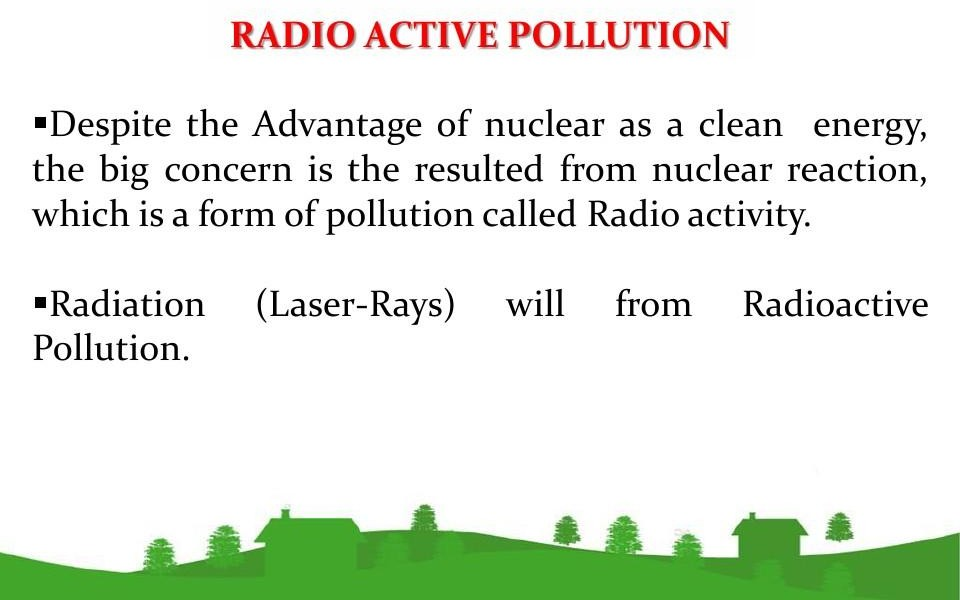 RADIO ACTIVE POLLUTION
▪Despite the Advantage of nuclear as a clean energy,
the big concern is the resulted from nuclear reaction,
which is a form of pollution called Radio activity.
▪Radiation (Laser-Rays) will from Radioactive
Pollution.